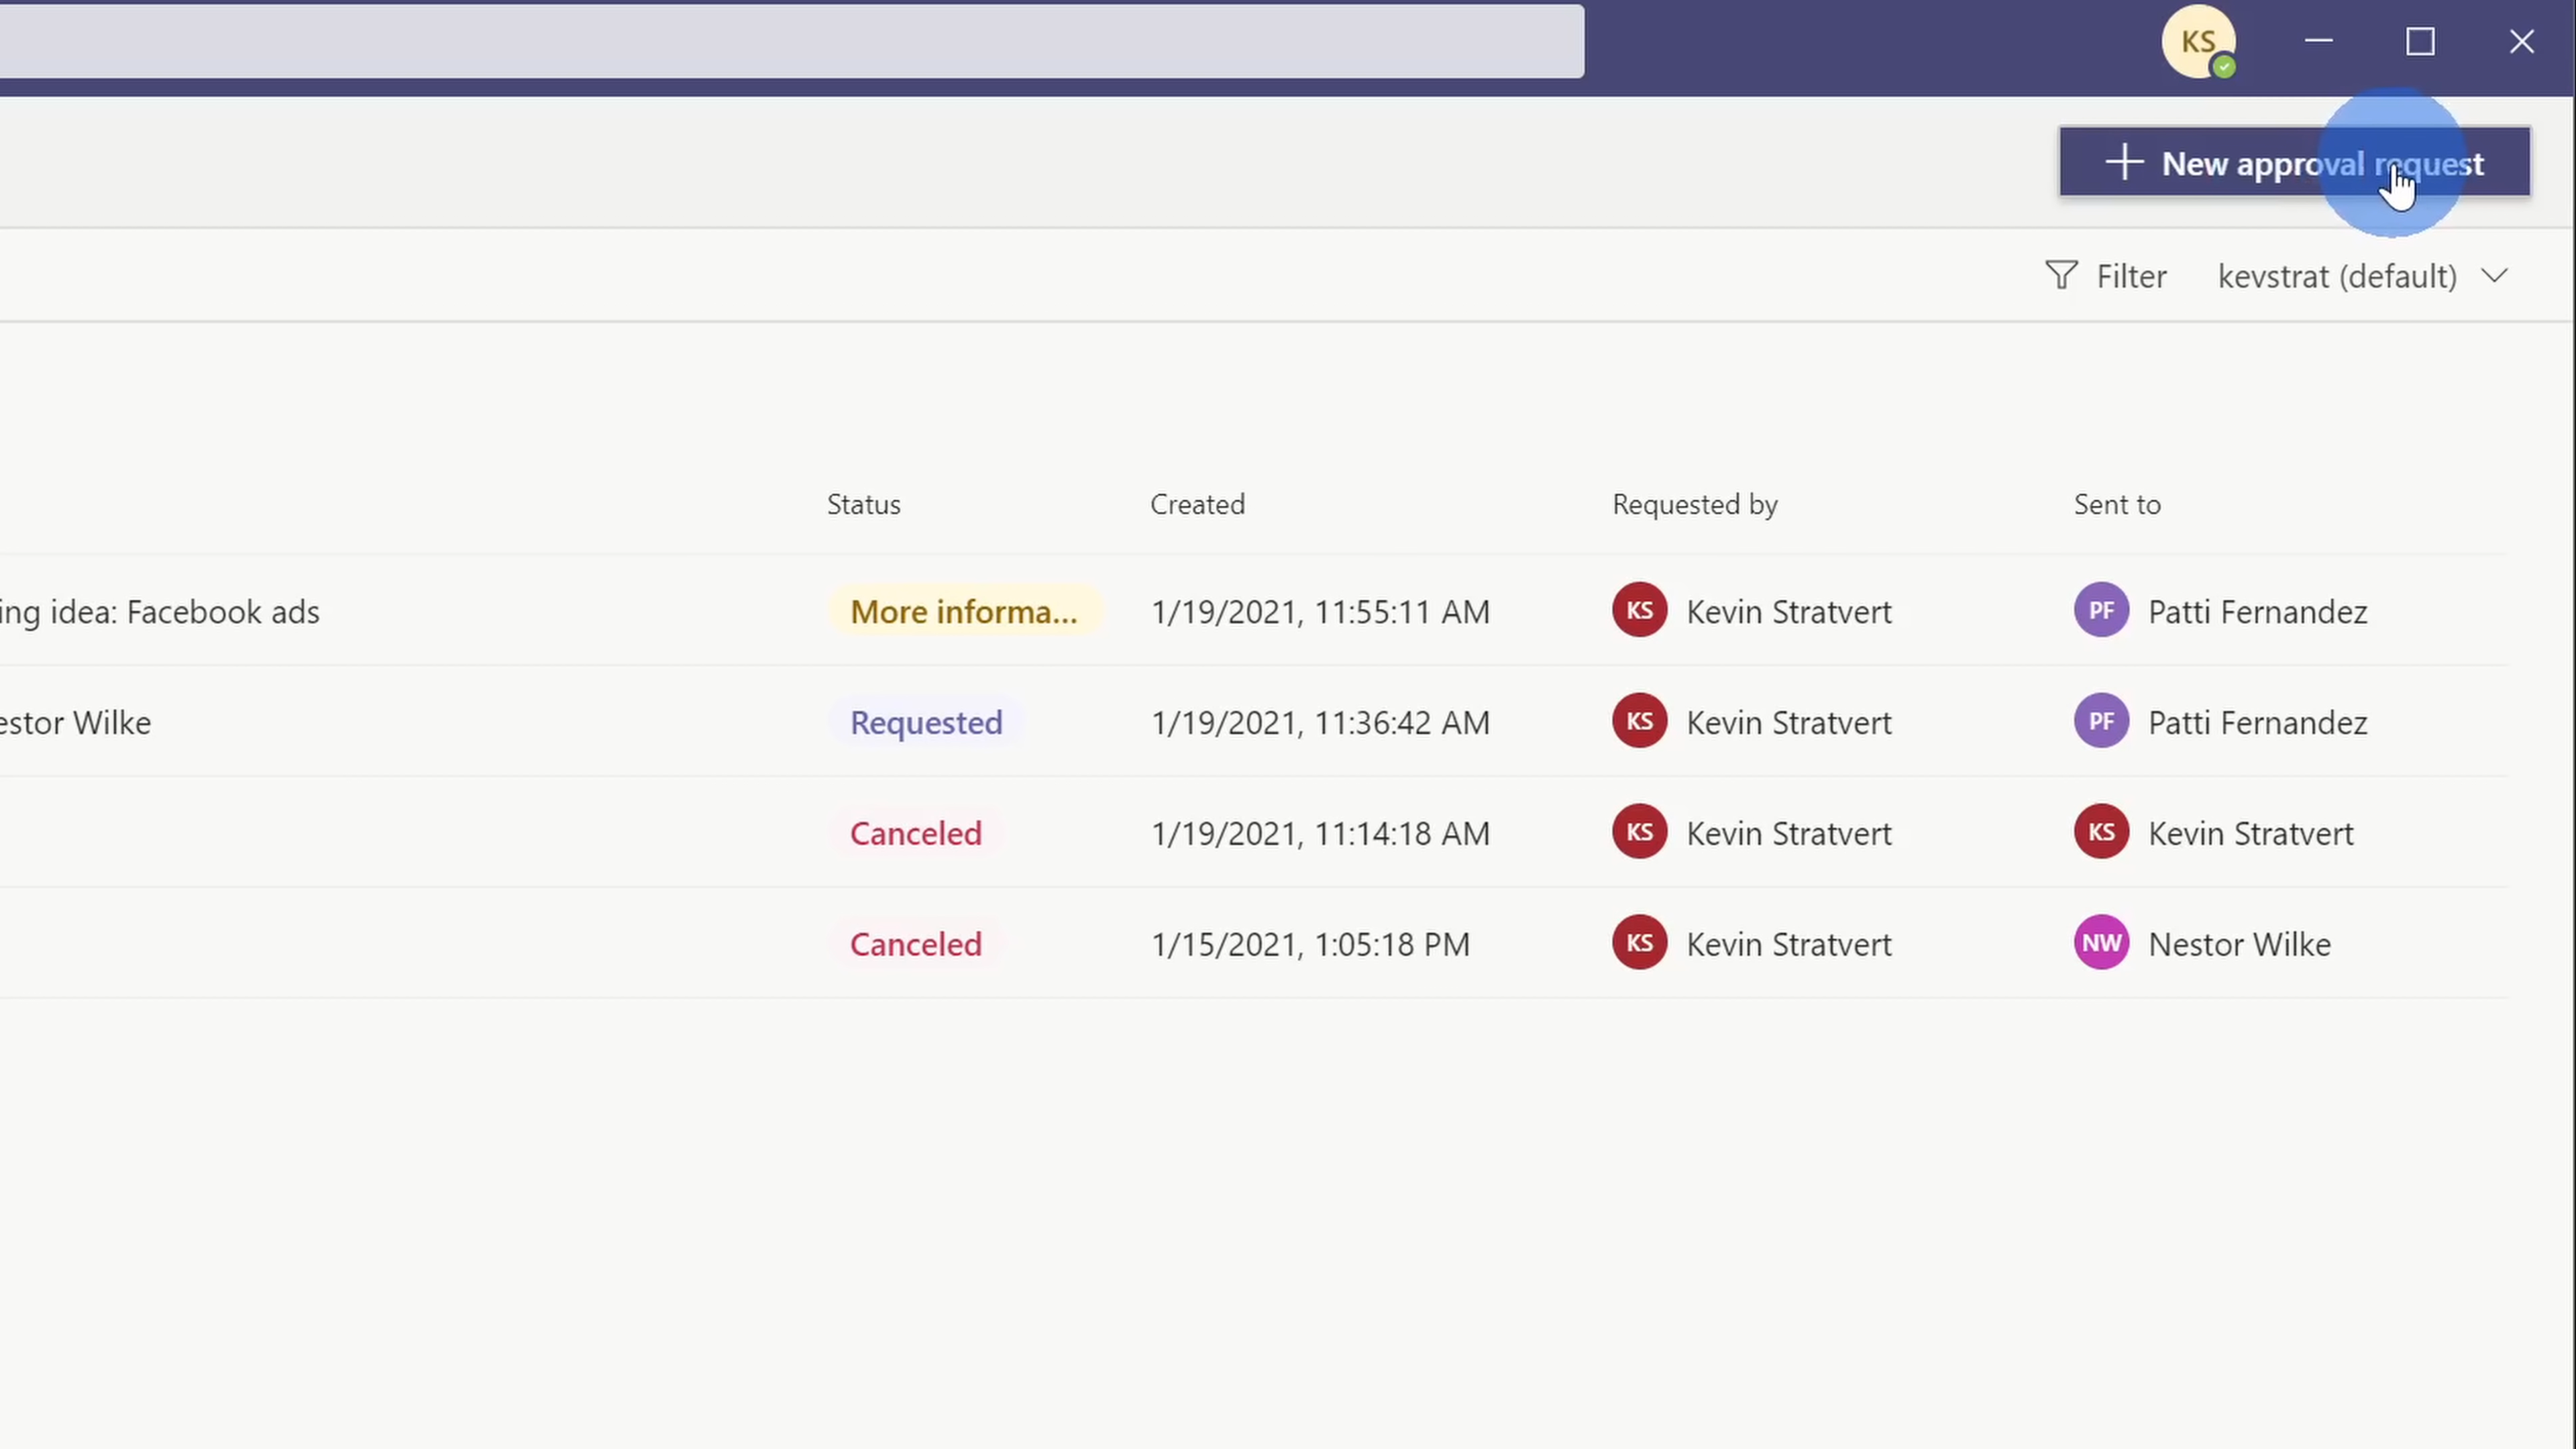 KS
New approval request
Filter kevstrat (default)
Status Created Requested by Sent to
ing idea: Facebook ads More informa... 1/19/2021, 11:55:11 AM KS Kevin Stratvert PF Patti Fernandez
estor Wilke Requested 1/19/2021, 11:36:42 AM KS Kevin Stratvert PF Patti Fernandez
Canceled 1/19/2021, 11:14:18 AM KS Kevin Stratvert KS Kevin Stratvert
Canceled 1/15/2021, 1:05:18 PM KS Kevin Stratvert NW Nestor Wilke